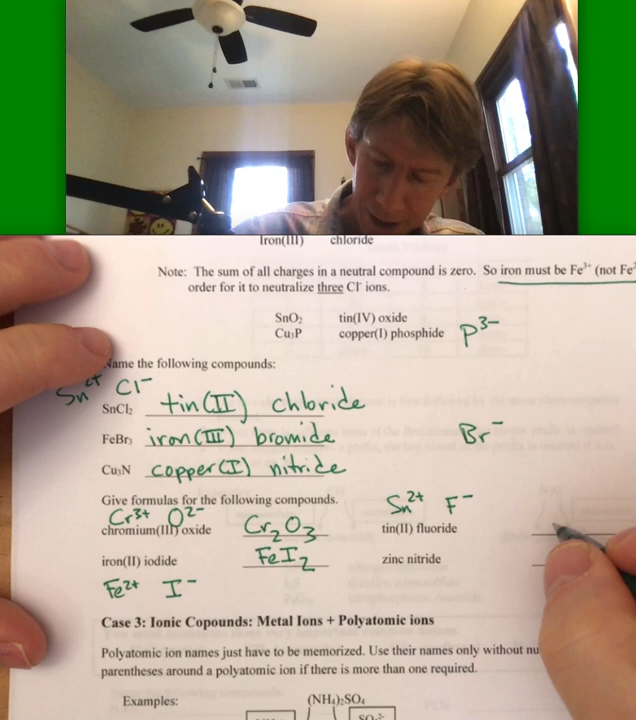 Iron(III) chloride
Note: The sum of all charges in a neutral compound is zero. So iron must be Fe³⁺ (not Fe²
order for it to neutralize three Cl⁻ ions.
SnO₂ tin(IV) oxide
Cu₃P copper(I) phosphide P³⁻
Name the following compounds:
Sn²⁺ Cl⁻
SnCl₂ tin(II) chloride
FeBr₃ iron(III) bromide Br⁻
Cu₃N copper(I) nitride
Give formulas for the following compounds.
Cr³⁺ O²⁻ Sn²⁺ F⁻
chromium(III) oxide Cr₂O₃ tin(II) fluoride
iron(II) iodide FeI₂ zinc nitride
Fe²⁺ I⁻
Case 3: Ionic Copounds: Metal Ions + Polyatomic ions
Polyatomic ion names just have to be memorized. Use their names only without nu
parentheses around a polyatomic ion if there is more than one required.
Examples: (NH₄)₂SO₄
SO₄²⁻